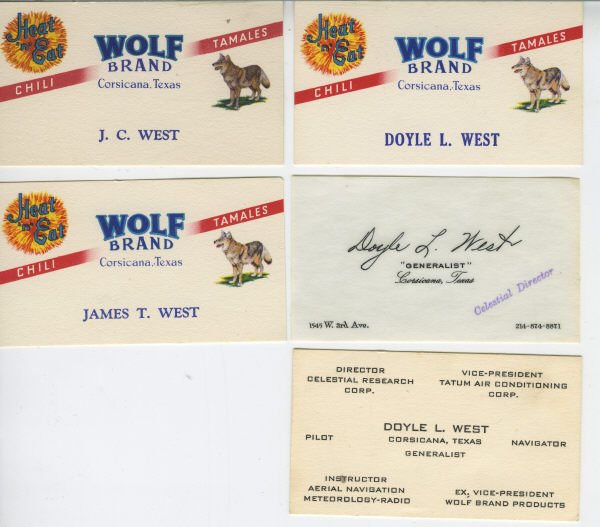 Heat
'n'
Eat
CHILI
WOLF
BRAND
Corsicana, Texas
TAMALES
J. C. WEST
Heat
'n'
Eat
CHILI
WOLF
BRAND
Corsicana, Texas
TAMALES
DOYLE L. WEST
Heat
'n'
Eat
CHILI
WOLF
BRAND
Corsicana, Texas
TAMALES
JAMES T. WEST
Doyle L. West
"GENERALIST"
Corsicana, Texas
Celestial Director
1545 W. 3rd Ave.
214-874-8871
DIRECTOR
CELESTIAL RESEARCH
CORP.
VICE-PRESIDENT
TATUM AIR CONDITIONING
CORP.
DOYLE L. WEST
PILOT
CORSICANA, TEXAS
NAVIGATOR
GENERALIST
INSTRUCTOR
AERIAL NAVIGATION
METEOROLOGY-RADIO
EX. VICE-PRESIDENT
WOLF BRAND PRODUCTS